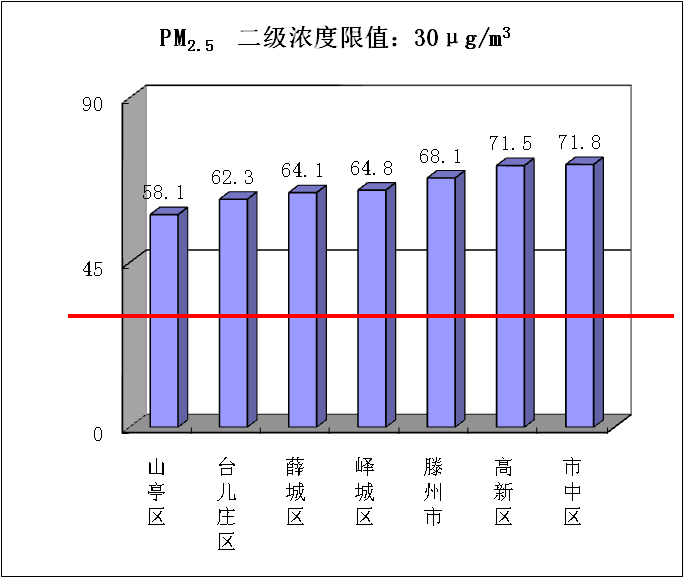 PM2.5 二级浓度限值：30μg/m³
90
45
0
58.1
62.3
64.1
64.8
68.1
71.5
71.8
山亭区
台儿庄区
薛城区
峄城区
滕州市
高新区
市中区